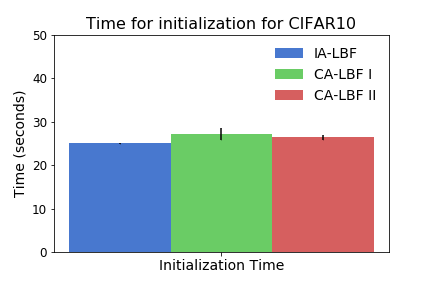 Time for initialization for CIFAR10
50
40
30
20
10
0
Time (seconds)
IA-LBF
CA-LBF I
CA-LBF II
Initialization Time